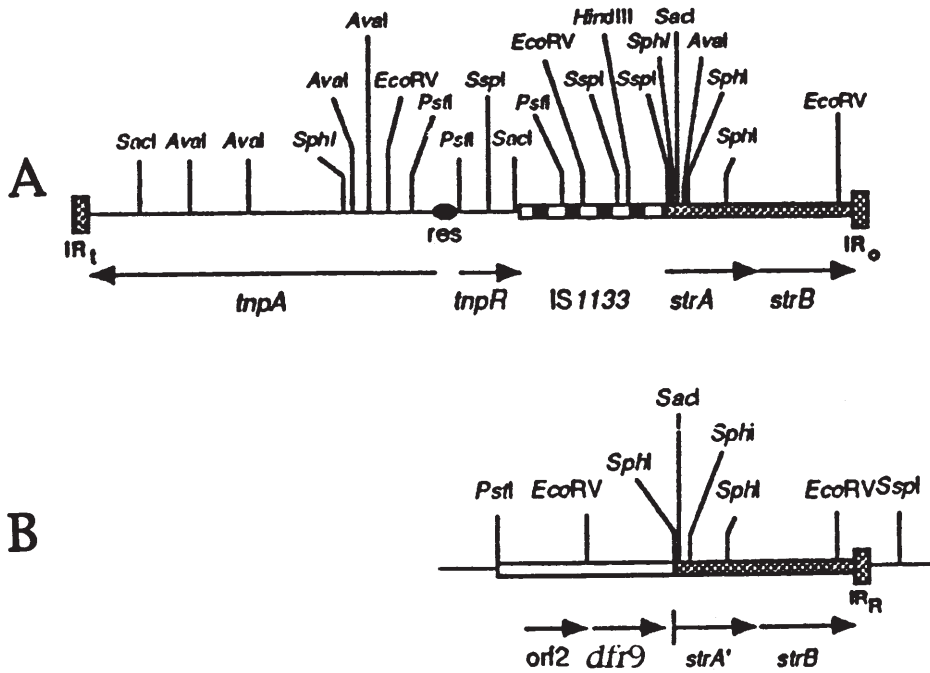 HindIII SacI
AvaI EcoRV SphI AvaI
AvaI EcoRV PstI SspI PstI SspI SspI SphI
SacI AvaI AvaI SphI PstI SacI SphI EcoRV
A
IRt res IRo
tnpA tnpR IS1133 strA strB
SacI
SphI SphI
PstI EcoRV SphI EcoRV SspI
B
IRR
orf2 dfr9 strA' strB